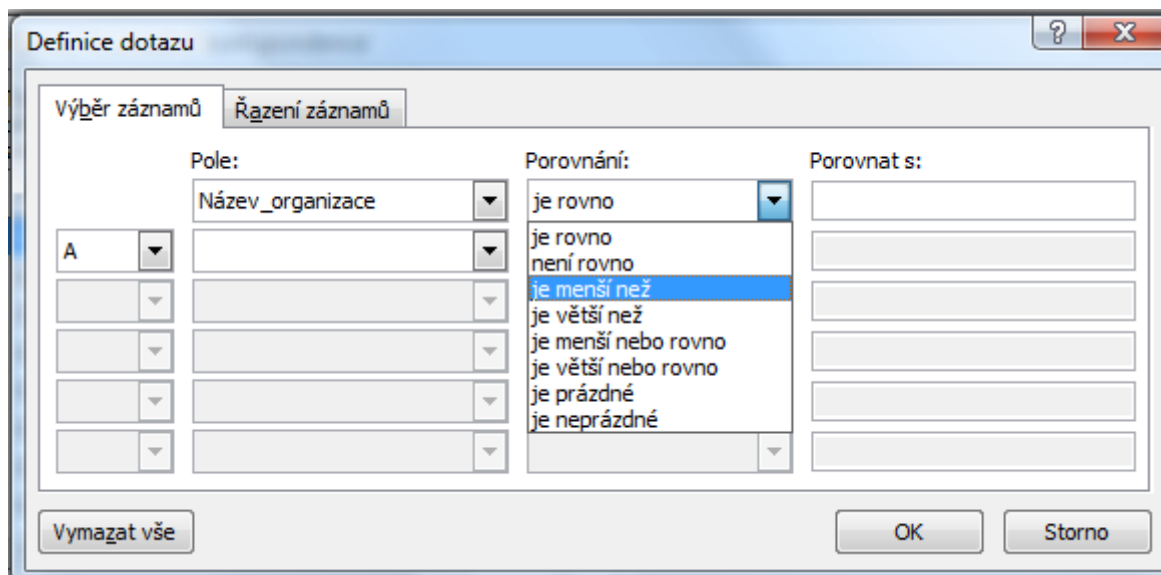 Definice dotazu
Výběr záznamů Řazení záznamů
Pole: Porovnání: Porovnat s:
Název_organizace je rovno
A
je rovno
není rovno
je menší než
je větší než
je menší nebo rovno
je větší nebo rovno
je prázdné
je neprázdné
Vymazat vše OK Storno